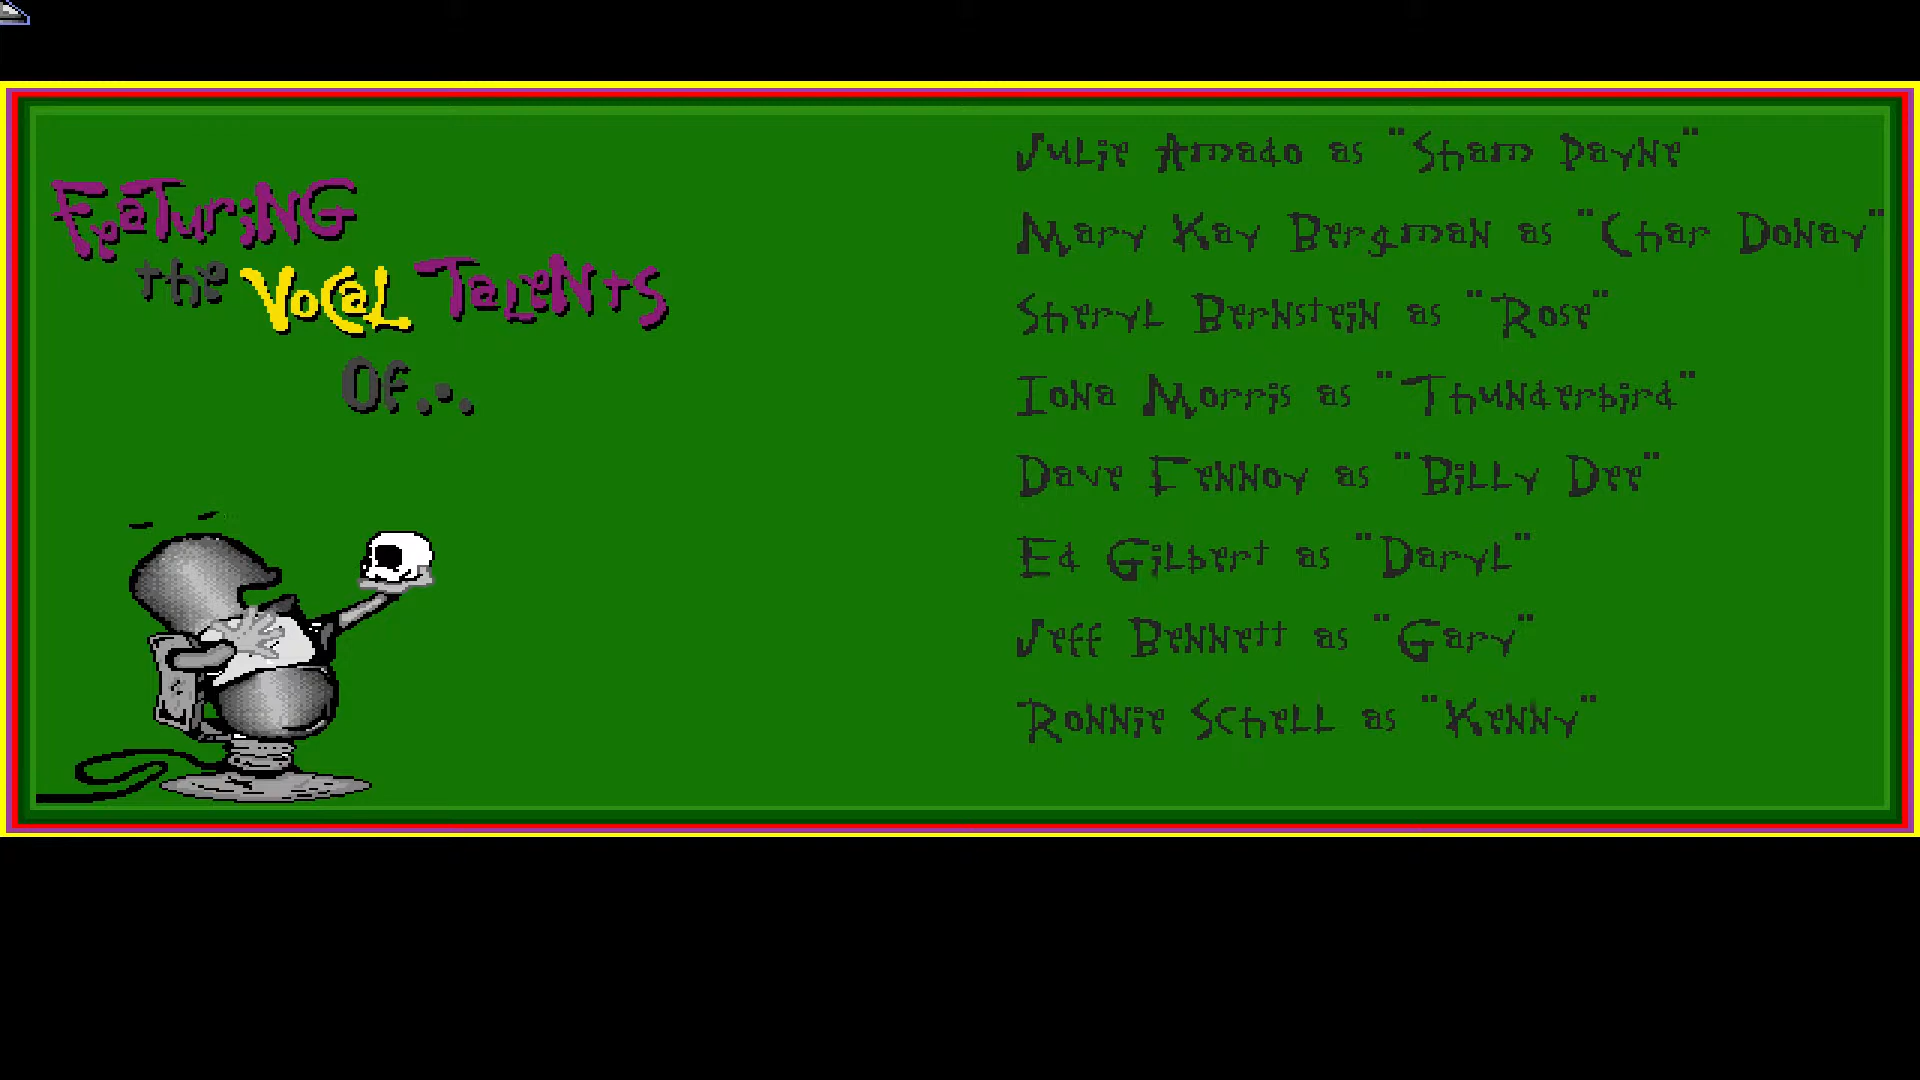 Featuring
the Vocal Talents
Of...
Julie Amado as "Sham Payne"
Mary Kay Bergman as "Char Donay"
Sheryl Bernstein as "Rose"
Iona Morris as "Thunderbird"
Dave Fennoy as "Billy Dee"
Ed Gilbert as "Daryl"
Jeff Bennett as "Gary"
Ronnie Schell as "Kenny"